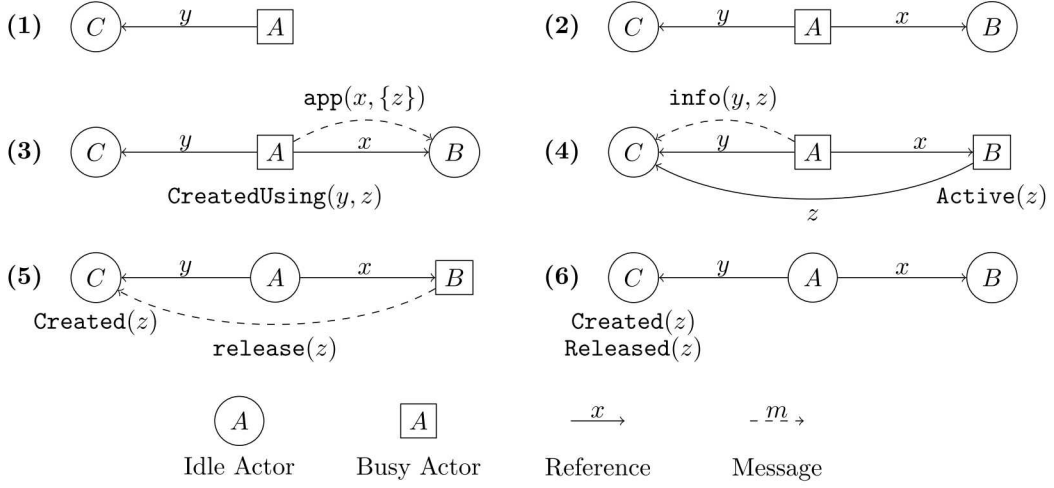 (1) C y A
(2) C y A x B
app(x, {z})
(3) C y A x B
CreatedUsing(y, z)
info(y, z)
(4) C y A x B
Active(z)
z
(5) C y A x B
Created(z)
release(z)
(6) C y A x B
Created(z)
Released(z)
A A x m
Idle Actor Busy Actor Reference Message